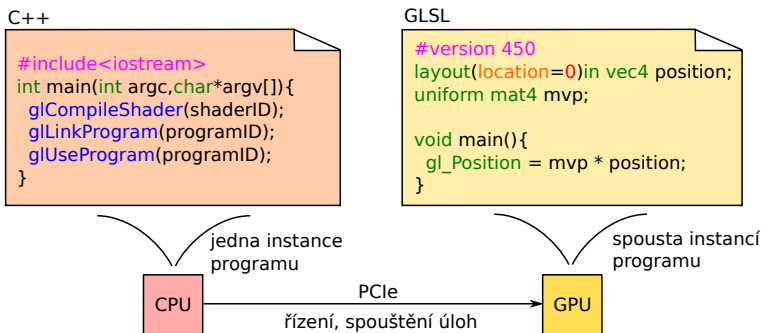 C++
#include<iostream>
int main(int argc,char*argv[]){
glCompileShader(shaderID);
glLinkProgram(programID);
glUseProgram(programID);
}
GLSL
#version 450
layout(location=0)in vec4 position;
uniform mat4 mvp;
void main(){
gl_Position = mvp * position;
}
jedna instance
programu
spousta instancí
programu
CPU
PCIe
řízení, spouštění úloh
GPU